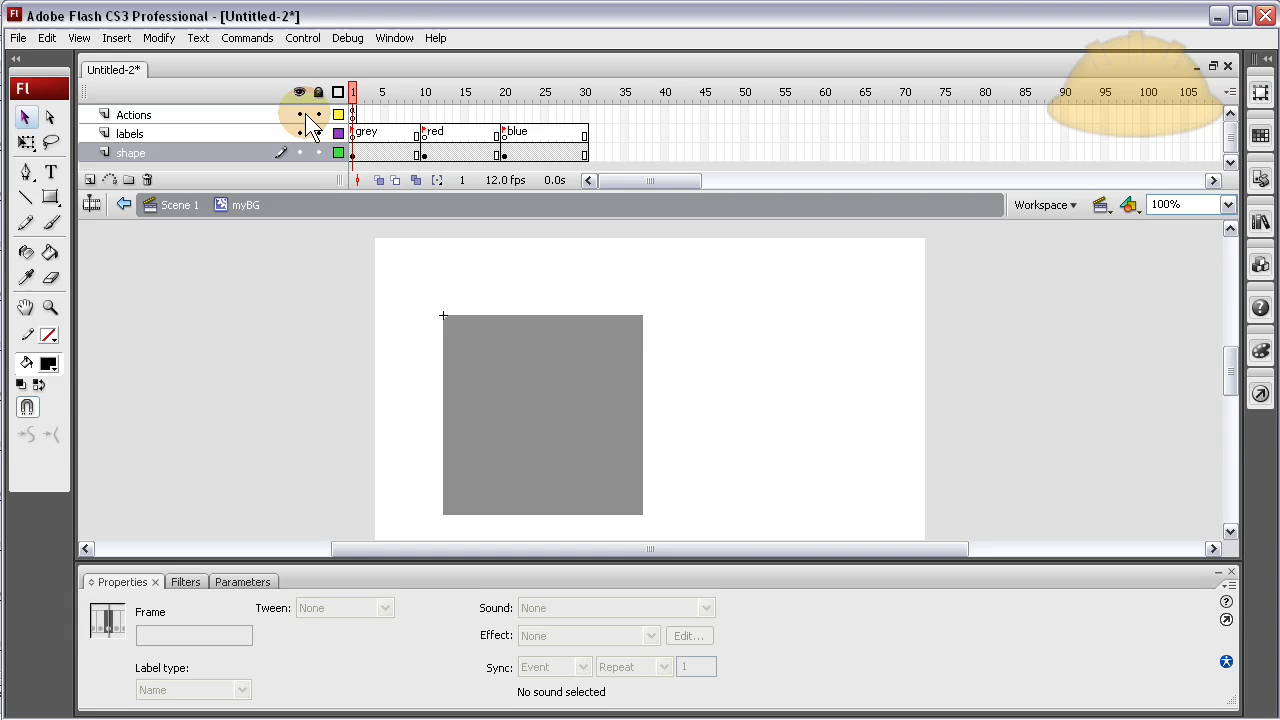 Adobe Flash CS3 Professional - [Untitled-2*]
File Edit View Insert Modify Text Commands Control Debug Window Help
Untitled-2*
Fl
1 5 10 15 20 25 30 35 40 45 50 55 60 65 70 75 80 85 90 95 100 105
Actions
labels grey red blue
shape
1 12.0 fps 0.0s
Scene 1 myBG Workspace 100%
Properties Filters Parameters
Frame Tween: None Sound: None
Effect: None Edit...
Label type: Sync: Event Repeat 1
Name No sound selected